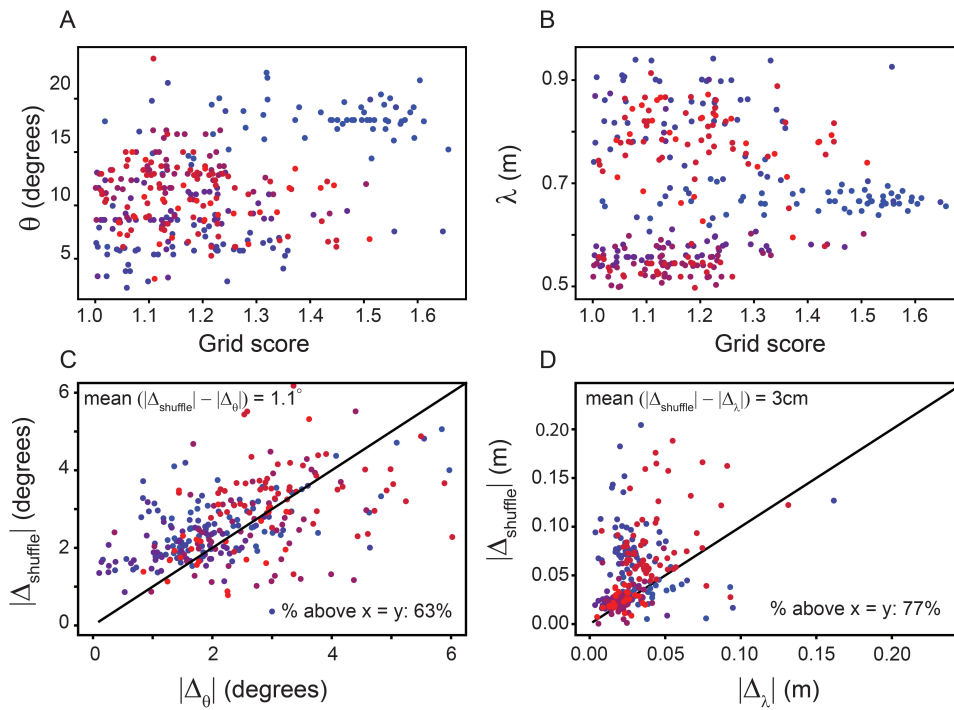 A
θ (degrees)
20
15
10
5
1.0 1.1 1.2 1.3 1.4 1.5 1.6
Grid score
B
λ (m)
0.9
0.7
0.5
1.0 1.1 1.2 1.3 1.4 1.5 1.6
Grid score
C
|Δshuffle| (degrees)
6
4
2
0
mean (|Δshuffle| − |Δθ|) = 1.1°
% above x = y: 63%
0 2 4 6
|Δθ| (degrees)
D
|Δshuffle| (m)
0.20
0.15
0.10
0.05
0.00
mean (|Δshuffle| − |Δλ|) = 3cm
% above x = y: 77%
0.00 0.05 0.10 0.15 0.20
|Δλ| (m)